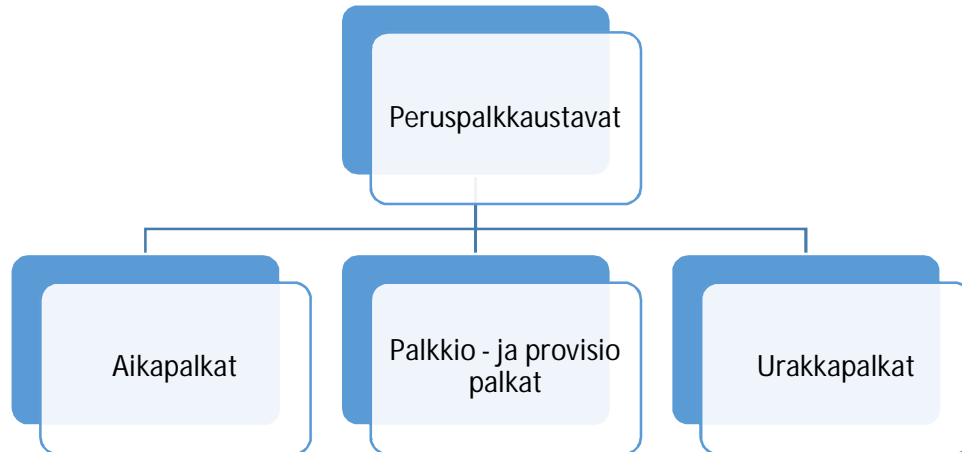 Peruspalkkaustavat
Aikapalkat
Palkkio - ja provisio
palkat
Urakkapalkat